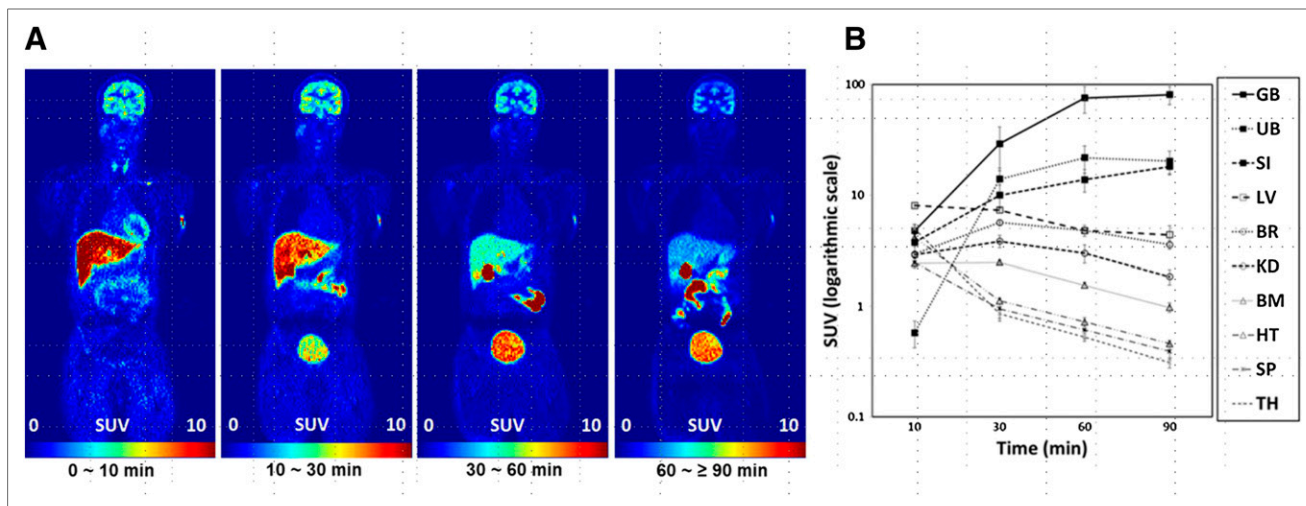 A
0 SUV 10
0 ~ 10 min
0 SUV 10
10 ~ 30 min
0 SUV 10
30 ~ 60 min
0 SUV 10
60 ~ ≥ 90 min
B
SUV (logarithmic scale)
100
10
1
0.1
10 30 60 90
Time (min)
GB
UB
SI
LV
BR
KD
BM
HT
SP
TH